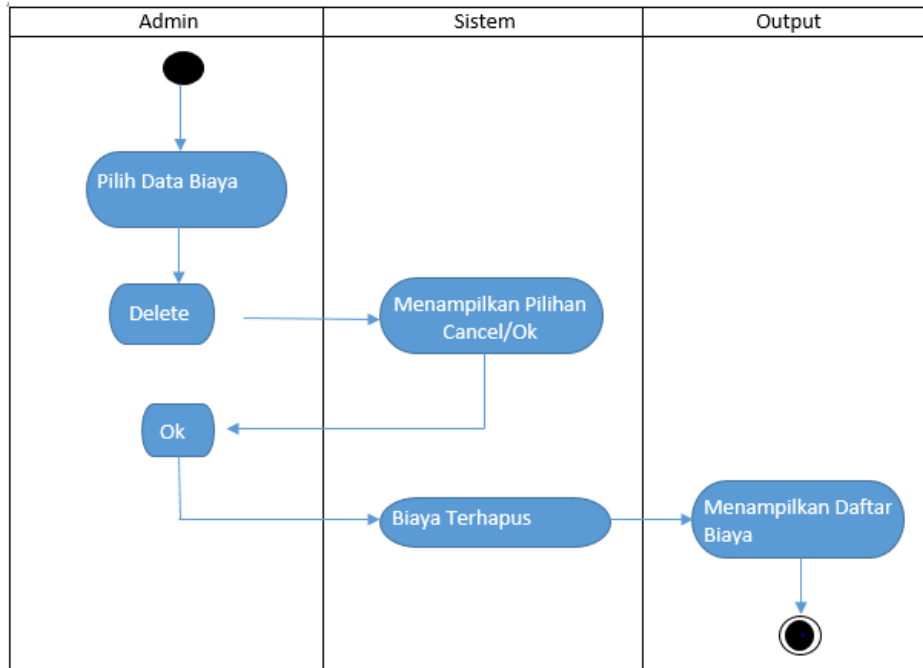 Admin
Sistem
Output
Pilih Data Biaya
Delete
Menampilkan Pilihan
Cancel/Ok
Ok
Biaya Terhapus
Menampilkan Daftar
Biaya